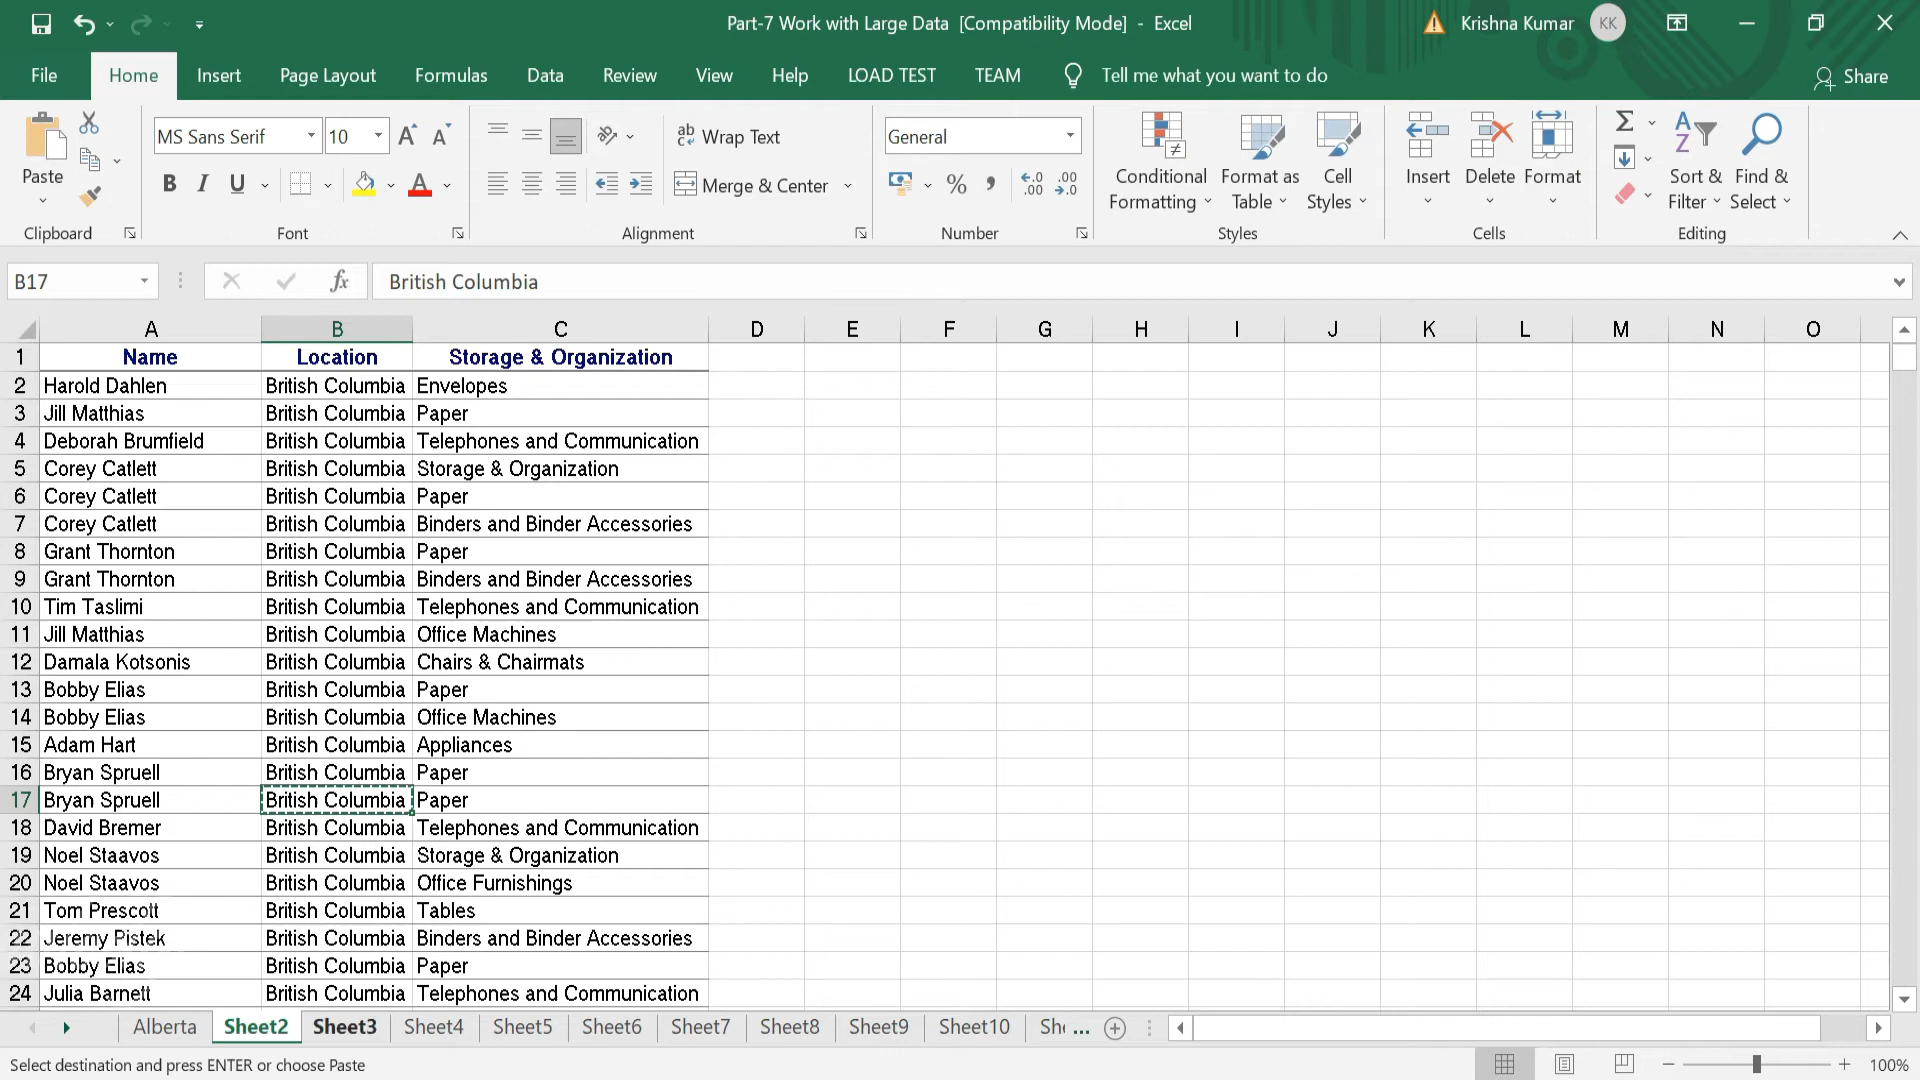 Part-7 Work with Large Data [Compatibility Mode] - Excel
Krishna Kumar KK
File Home Insert Page Layout Formulas Data Review View Help LOAD TEST TEAM Tell me what you want to do Share
Paste
Clipboard
MS Sans Serif 10
B I U
Font
Wrap Text
Merge & Center
Alignment
General
Number
Conditional Formatting
Format as Table
Cell Styles
Styles
Insert Delete Format
Cells
Sort & Filter
Find & Select
Editing
B17 fx British Columbia
A B C D E F G H I J K L M N O
1 Name Location Storage & Organization
2 Harold Dahlen British Columbia Envelopes
3 Jill Matthias British Columbia Paper
4 Deborah Brumfield British Columbia Telephones and Communication
5 Corey Catlett British Columbia Storage & Organization
6 Corey Catlett British Columbia Paper
7 Corey Catlett British Columbia Binders and Binder Accessories
8 Grant Thornton British Columbia Paper
9 Grant Thornton British Columbia Binders and Binder Accessories
10 Tim Taslimi British Columbia Telephones and Communication
11 Jill Matthias British Columbia Office Machines
12 Damala Kotsonis British Columbia Chairs & Chairmats
13 Bobby Elias British Columbia Paper
14 Bobby Elias British Columbia Office Machines
15 Adam Hart British Columbia Appliances
16 Bryan Spruell British Columbia Paper
17 Bryan Spruell British Columbia Paper
18 David Bremer British Columbia Telephones and Communication
19 Noel Staavos British Columbia Storage & Organization
20 Noel Staavos British Columbia Office Furnishings
21 Tom Prescott British Columbia Tables
22 Jeremy Pistek British Columbia Binders and Binder Accessories
23 Bobby Elias British Columbia Paper
24 Julia Barnett British Columbia Telephones and Communication
Alberta Sheet2 Sheet3 Sheet4 Sheet5 Sheet6 Sheet7 Sheet8 Sheet9 Sheet10 She ...
Select destination and press ENTER or choose Paste 100%